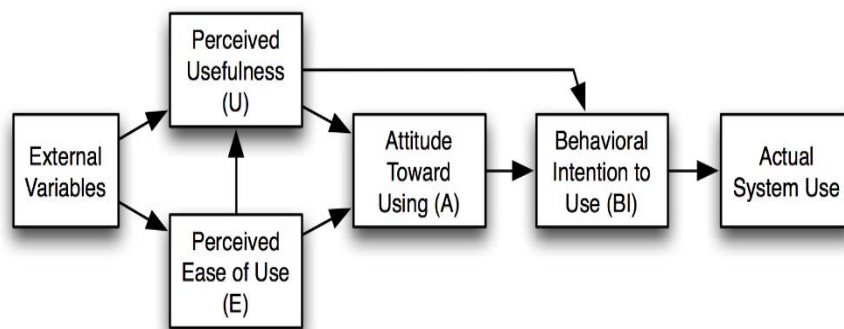 External
Variables
Perceived
Usefulness
(U)
Perceived
Ease of Use
(E)
Attitude
Toward
Using (A)
Behavioral
Intention to
Use (BI)
Actual
System Use